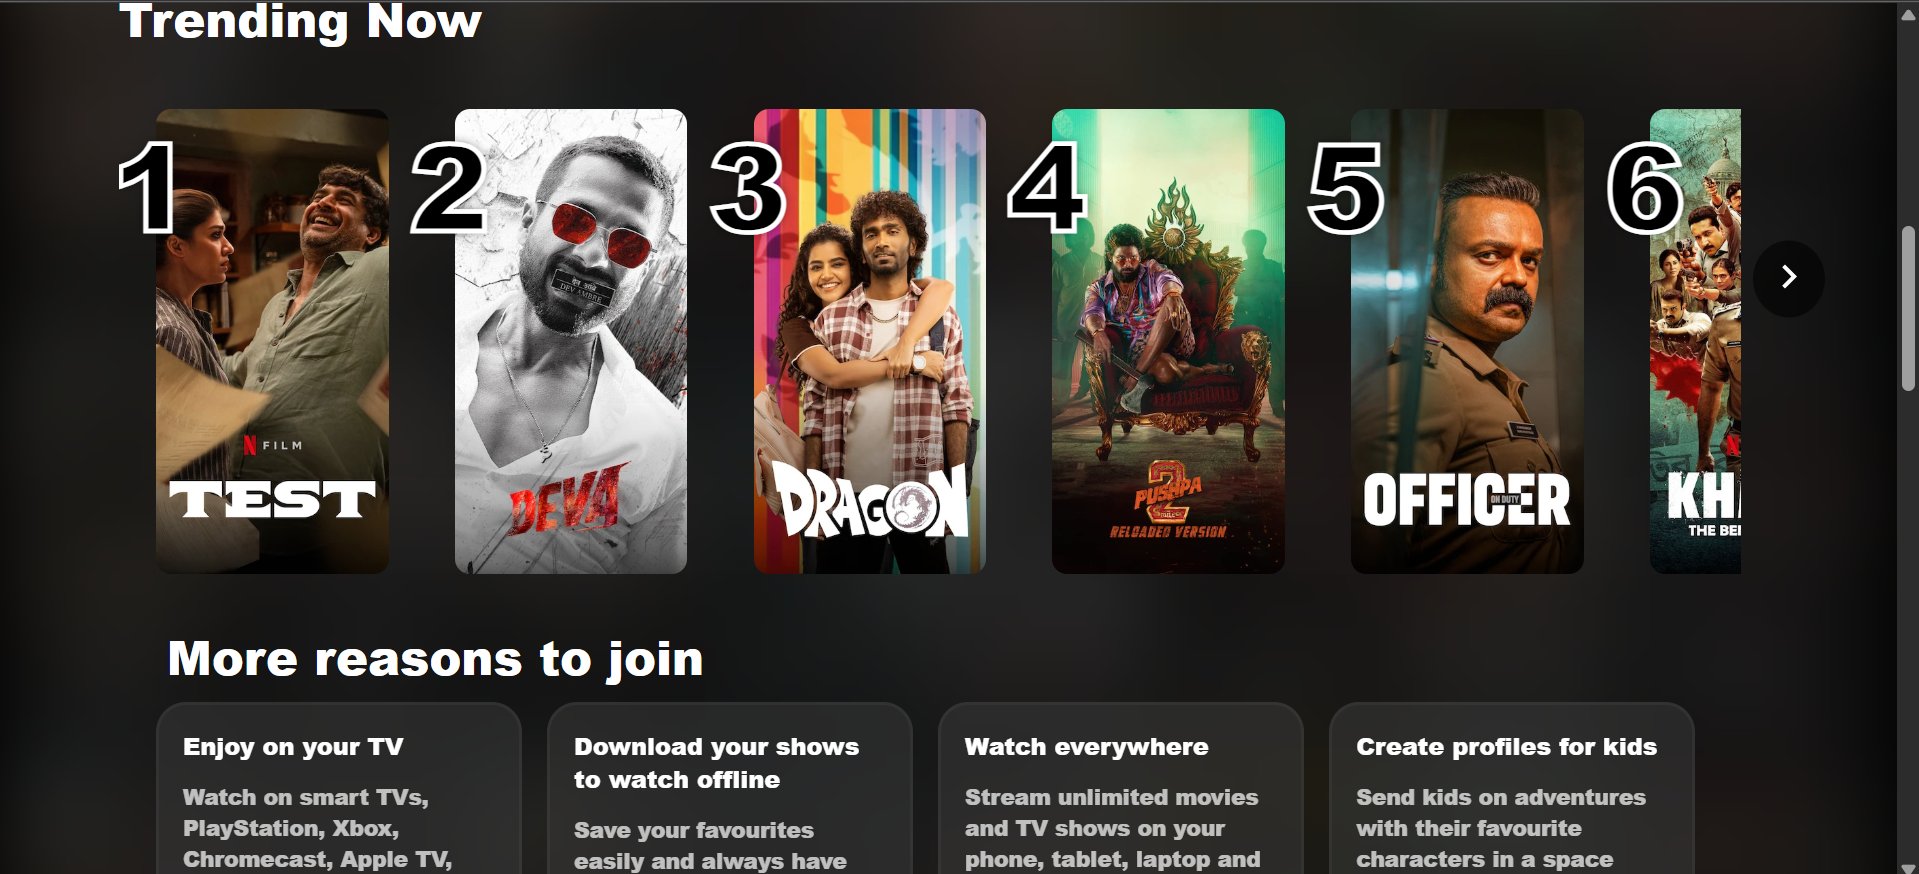 Trending Now
1
2
3
4
5
6
N FILM
TEST
DEV AMBRE
DEVA
DRAGON
PUSHPA
2
RELOADED VERSION
OFFICER
ON DUTY
KH
THE BE
More reasons to join
Enjoy on your TV
Watch on smart TVs,
PlayStation, Xbox,
Chromecast, Apple TV,
Download your shows
to watch offline
Save your favourites
easily and always have
Watch everywhere
Stream unlimited movies
and TV shows on your
phone, tablet, laptop and
Create profiles for kids
Send kids on adventures
with their favourite
characters in a space